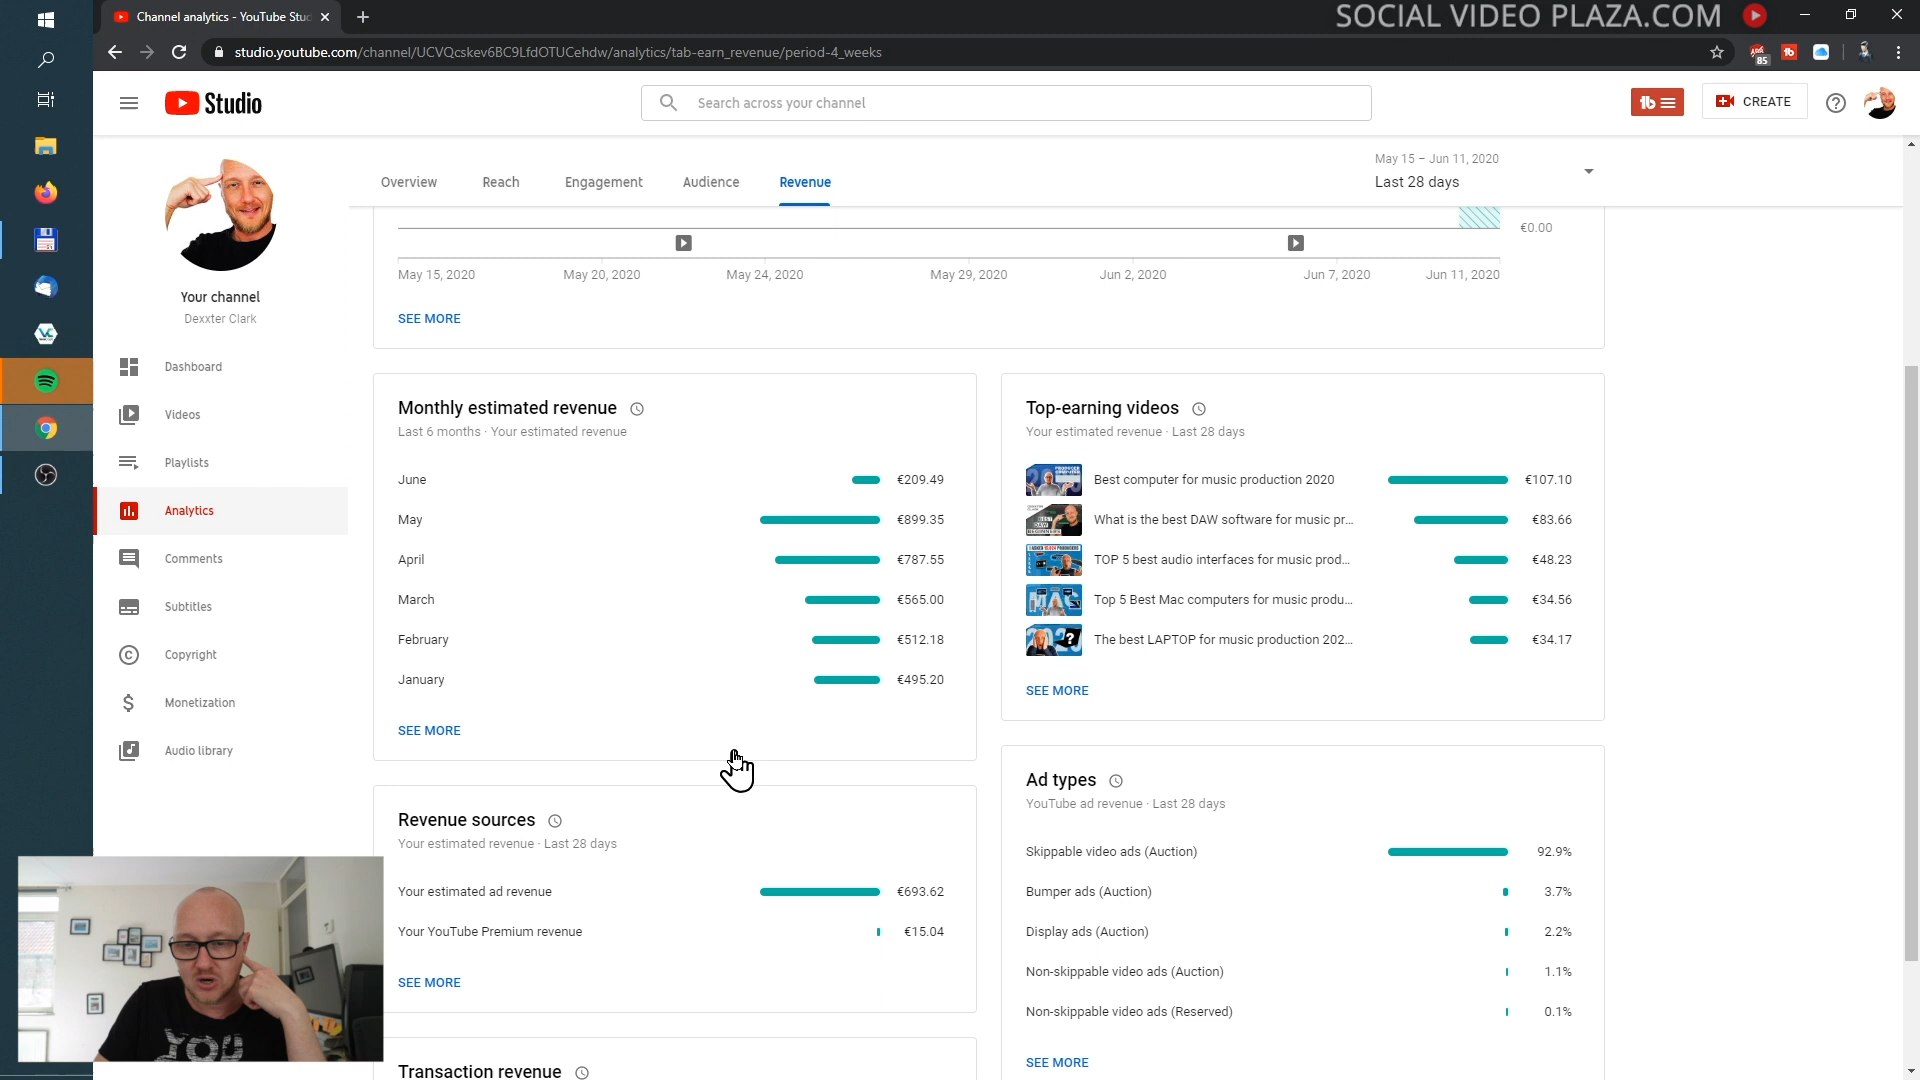 Channel analytics - YouTube Stud
SOCIAL VIDEO PLAZA.COM
studio.youtube.com/channel/UCVQcskev6BC9LfdOTUCehdw/analytics/tab-earn_revenue/period-4_weeks
85
Studio
Search across your channel
CREATE
Your channel
Dexxter Clark
Dashboard
Videos
Playlists
Analytics
Comments
Subtitles
Copyright
Monetization
Audio library
Overview
Reach
Engagement
Audience
Revenue
May 15 – Jun 11, 2020
Last 28 days
€0.00
May 15, 2020
May 20, 2020
May 24, 2020
May 29, 2020
Jun 2, 2020
Jun 7, 2020
Jun 11, 2020
SEE MORE
Monthly estimated revenue
Last 6 months · Your estimated revenue
June €209.49
May €899.35
April €787.55
March €565.00
February €512.18
January €495.20
SEE MORE
Revenue sources
Your estimated revenue · Last 28 days
Your estimated ad revenue €693.62
Your YouTube Premium revenue €15.04
SEE MORE
Transaction revenue
Top-earning videos
Your estimated revenue · Last 28 days
Best computer for music production 2020 €107.10
What is the best DAW software for music pr... €83.66
TOP 5 best audio interfaces for music prod... €48.23
Top 5 Best Mac computers for music produ... €34.56
The best LAPTOP for music production 202... €34.17
SEE MORE
Ad types
YouTube ad revenue · Last 28 days
Skippable video ads (Auction) 92.9%
Bumper ads (Auction) 3.7%
Display ads (Auction) 2.2%
Non-skippable video ads (Auction) 1.1%
Non-skippable video ads (Reserved) 0.1%
SEE MORE
YOU